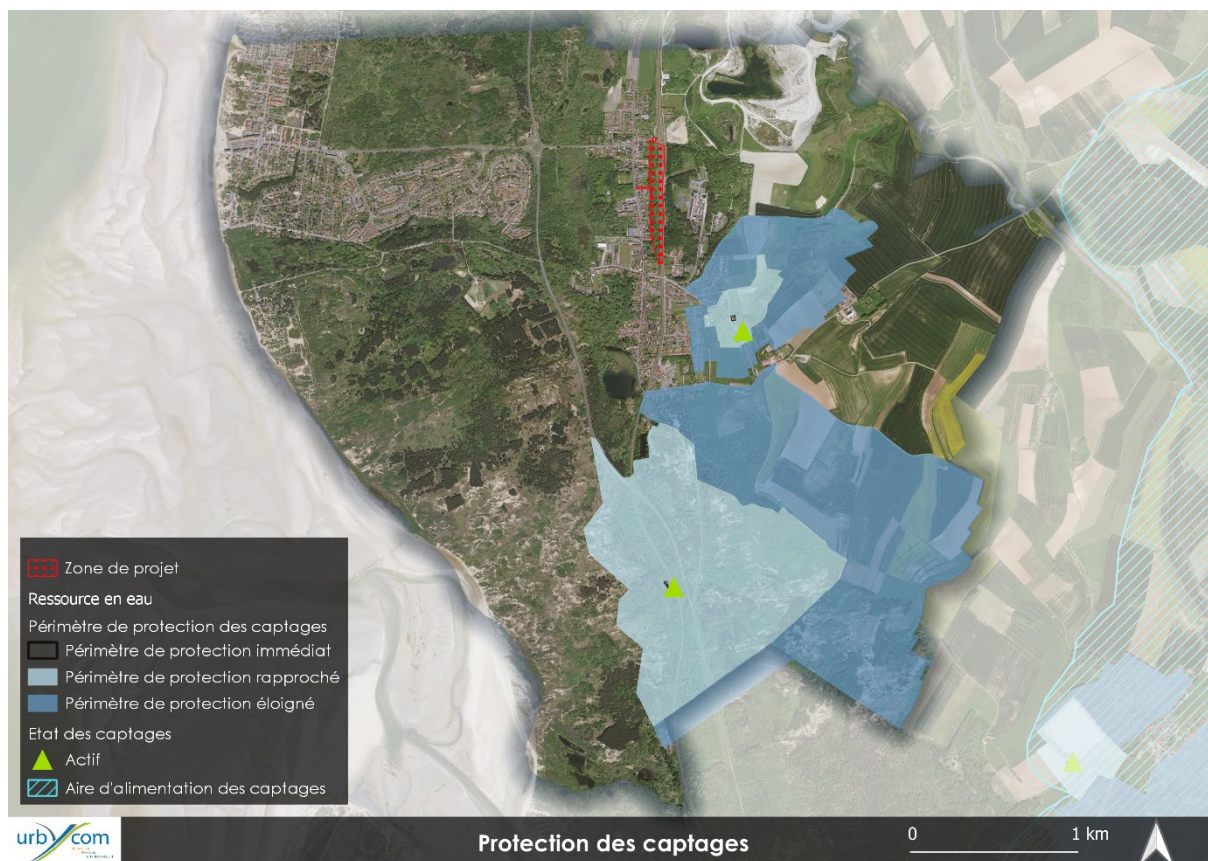 Zone de projet
Ressource en eau
Périmètre de protection des captages
Périmètre de protection immédiat
Périmètre de protection rapproché
Périmètre de protection éloigné
Etat des captages
Actif
Aire d'alimentation des captages
urbycom
Protection des captages
0 1 km